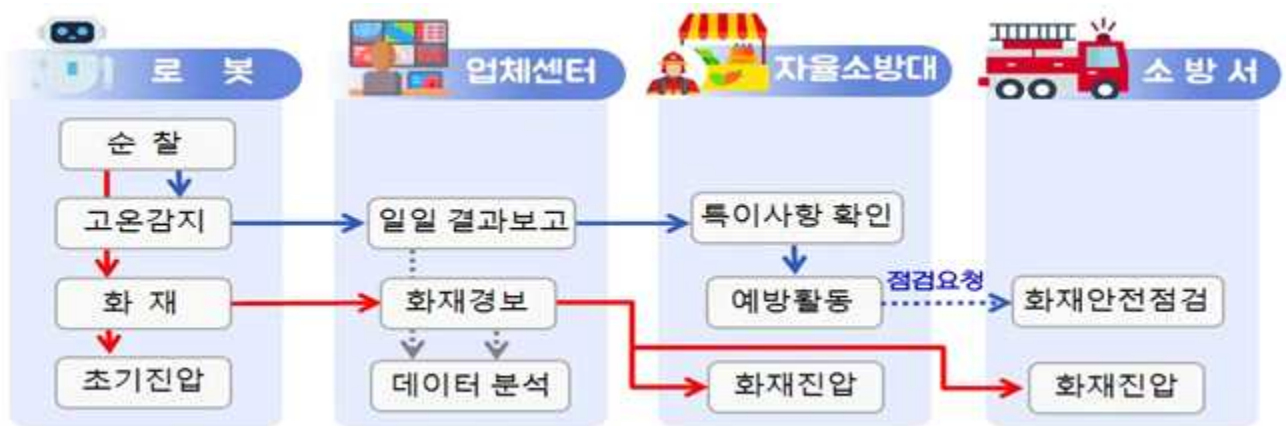 로 봇
업체센터
자율소방대
소 방 서
순 찰
고온감지
일일 결과보고
특이사항 확인
화 재
화재경보
예방활동
점검요청
화재안전점검
초기진압
데이터 분석
화재진압
화재진압